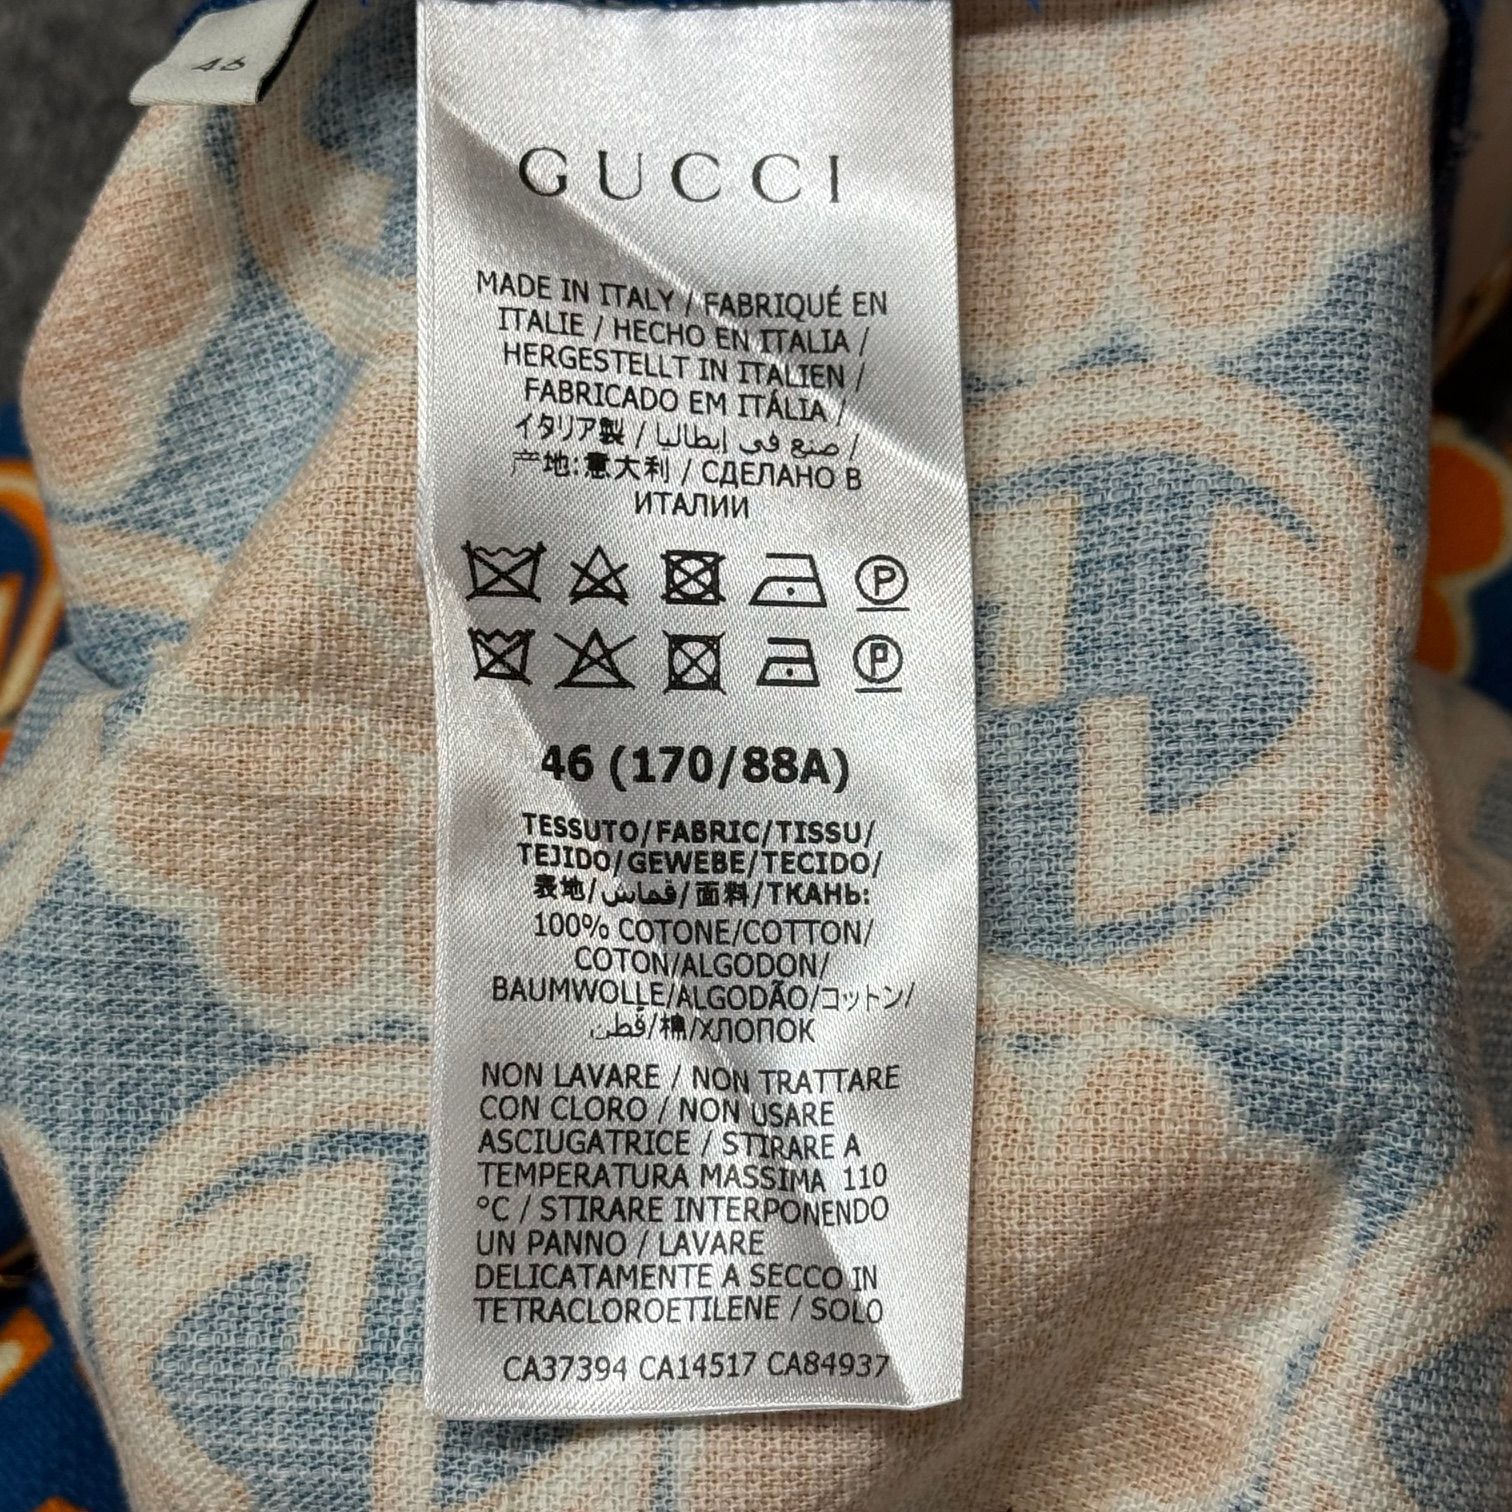 46
GUCCI
MADE IN ITALY / FABRIQUÉ EN
ITALIE / HECHO EN ITALIA /
HERGESTELLT IN ITALIEN /
FABRICADO EM ITÁLIA /
イタリア製 / صنع في إيطاليا /
产地:意大利 / СДЕЛАНО В
ИТАЛИИ
P
P
46 (170/88A)
TESSUTO/FABRIC/TISSU/
TEJIDO/GEWEBE/TECIDO/
表地/قماش/面料/ТКАНЬ:
100% COTONE/COTTON/
COTON/ALGODON/
BAUMWOLLE/ALGODÃO/コットン/
قطن/棉/ХЛОПОК
NON LAVARE / NON TRATTARE
CON CLORO / NON USARE
ASCIUGATRICE / STIRARE A
TEMPERATURA MASSIMA 110
°C / STIRARE INTERPONENDO
UN PANNO / LAVARE
DELICATAMENTE A SECCO IN
TETRACLOROETILENE / SOLO
CA37394 CA14517 CA84937